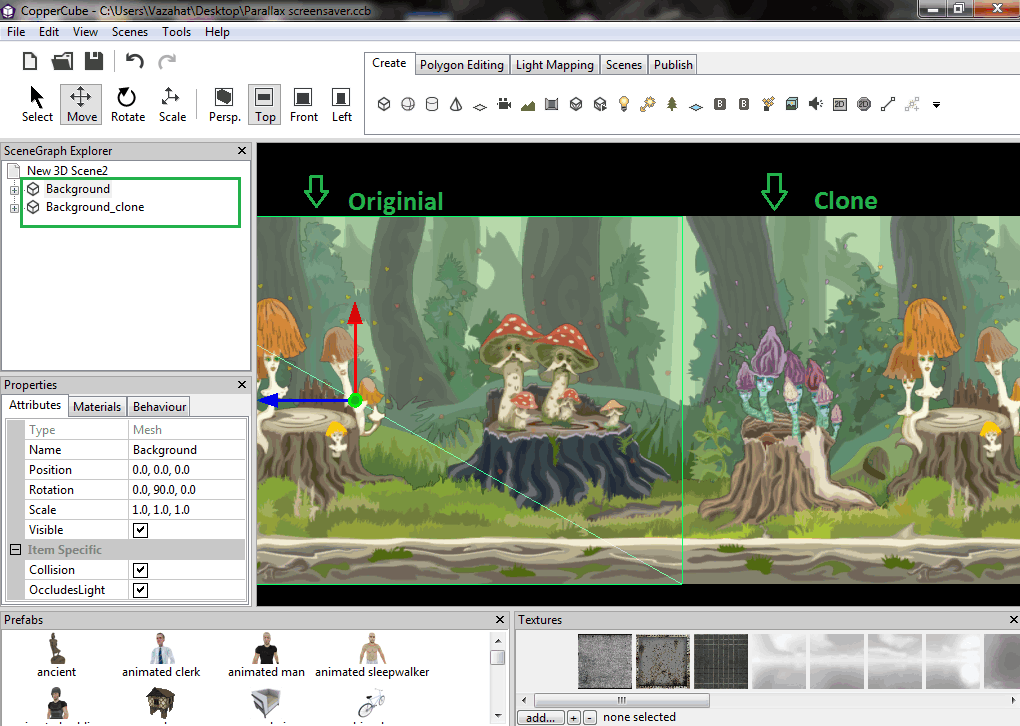 CopperCube - C:\Users\Vazahat\Desktop\Parallax screensaver.ccb
File Edit View Scenes Tools Help
Create Polygon Editing Light Mapping Scenes Publish
Select Move Rotate Scale Persp. Top Front Left
B B 2D 2D
SceneGraph Explorer
New 3D Scene2
Background
Background_clone
Originial Clone
Properties
Attributes Materials Behaviour
Type Mesh
Name Background
Position 0.0, 0.0, 0.0
Rotation 0.0, 90.0, 0.0
Scale 1.0, 1.0, 1.0
Visible
Item Specific
Collision
OccludesLight
Prefabs
ancient animated clerk animated man animated sleepwalker
Textures
add... + - none selected